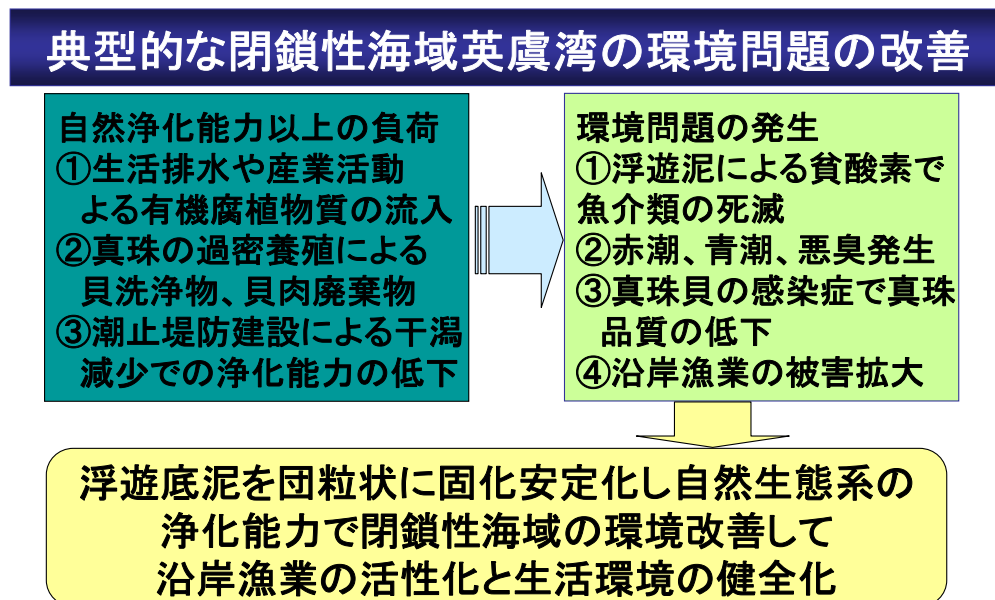 典型的な閉鎖性海域英虞湾の環境問題の改善
自然浄化能力以上の負荷
①生活排水や産業活動
よる有機腐植物質の流入
②真珠の過密養殖による
貝洗浄物、貝肉廃棄物
③潮止堤防建設による干潟
減少での浄化能力の低下
環境問題の発生
①浮遊泥による貧酸素で
魚介類の死滅
②赤潮、青潮、悪臭発生
③真珠貝の感染症で真珠
品質の低下
④沿岸漁業の被害拡大
浮遊底泥を団粒状に固化安定化し自然生態系の
浄化能力で閉鎖性海域の環境改善して
沿岸漁業の活性化と生活環境の健全化